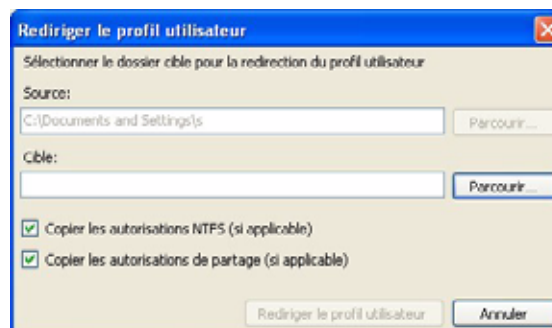 Rediriger le profil utilisateur
Sélectionner le dossier cible pour la redirection du profil utilisateur
Source:
C:\Documents and Settings\s
Parcourir...
Cible:
Parcourir...
Copier les autorisations NTFS (si applicable)
Copier les autorisations de partage (si applicable)
Rediriger le profil utilisateur
Annuler